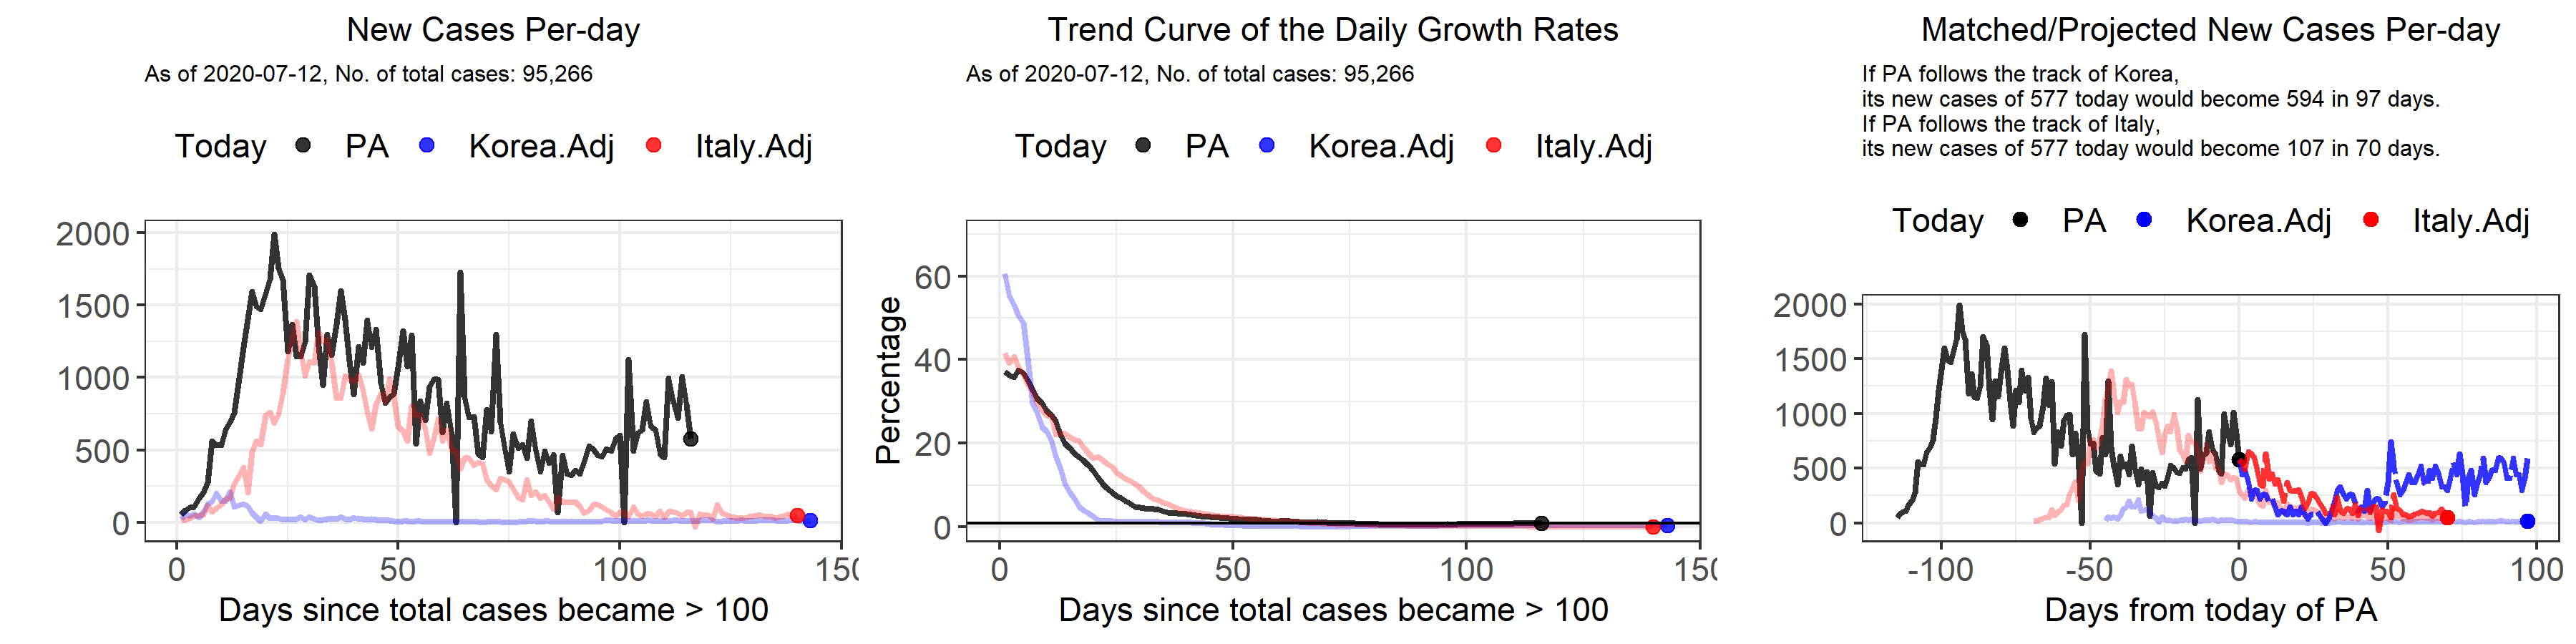 New Cases Per-day
As of 2020-07-12, No. of total cases: 95,266
Today PA Korea.Adj Italy.Adj
2000
1500
1000
500
0
0 50 100 150
Days since total cases became > 100
Trend Curve of the Daily Growth Rates
As of 2020-07-12, No. of total cases: 95,266
Today PA Korea.Adj Italy.Adj
Percentage
60
40
20
0
0 50 100 150
Days since total cases became > 100
Matched/Projected New Cases Per-day
If PA follows the track of Korea,
its new cases of 577 today would become 594 in 97 days.
If PA follows the track of Italy,
its new cases of 577 today would become 107 in 70 days.
Today PA Korea.Adj Italy.Adj
2000
1500
1000
500
0
-100 -50 0 50 100
Days from today of PA